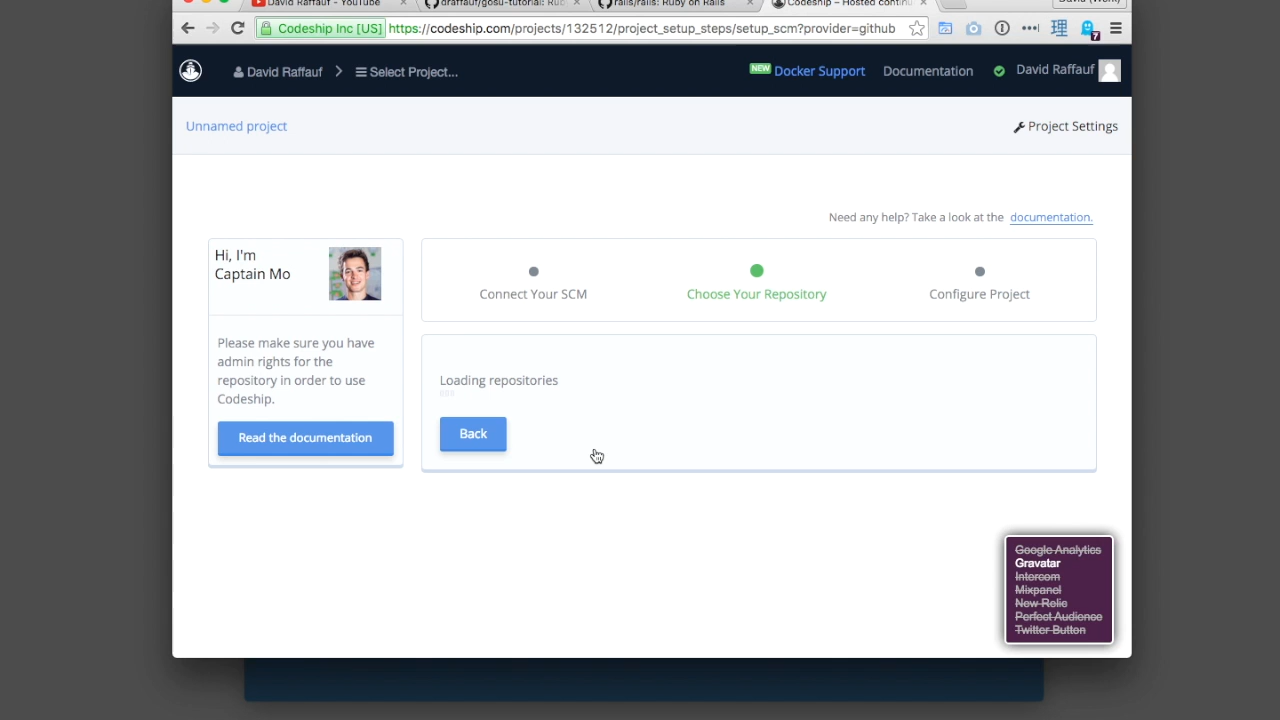 David Raffauf - YouTube
draffauf/gosu-tutorial: Rub
rails/rails: Ruby on Rails
Codeship – Hosted continu
David (Work)
Codeship Inc [US] https://codeship.com/projects/132512/project_setup_steps/setup_scm?provider=github
7
David Raffauf
Select Project...
NEW Docker Support
Documentation
David Raffauf
Unnamed project
Project Settings
Need any help? Take a look at the documentation.
Hi, I'm
Captain Mo
Please make sure you have
admin rights for the
repository in order to use
Codeship.
Read the documentation
Connect Your SCM
Choose Your Repository
Configure Project
Loading repositories
Back
Google Analytics
Gravatar
Intercom
Mixpanel
New Relic
Perfect Audience
Twitter Button